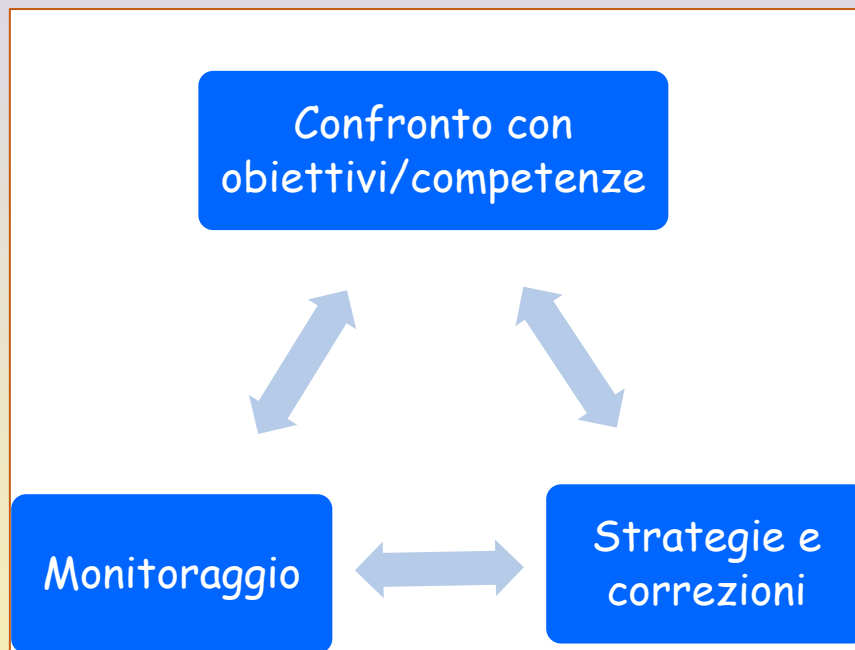 Confronto con
obiettivi/competenze
Monitoraggio
Strategie e
correzioni